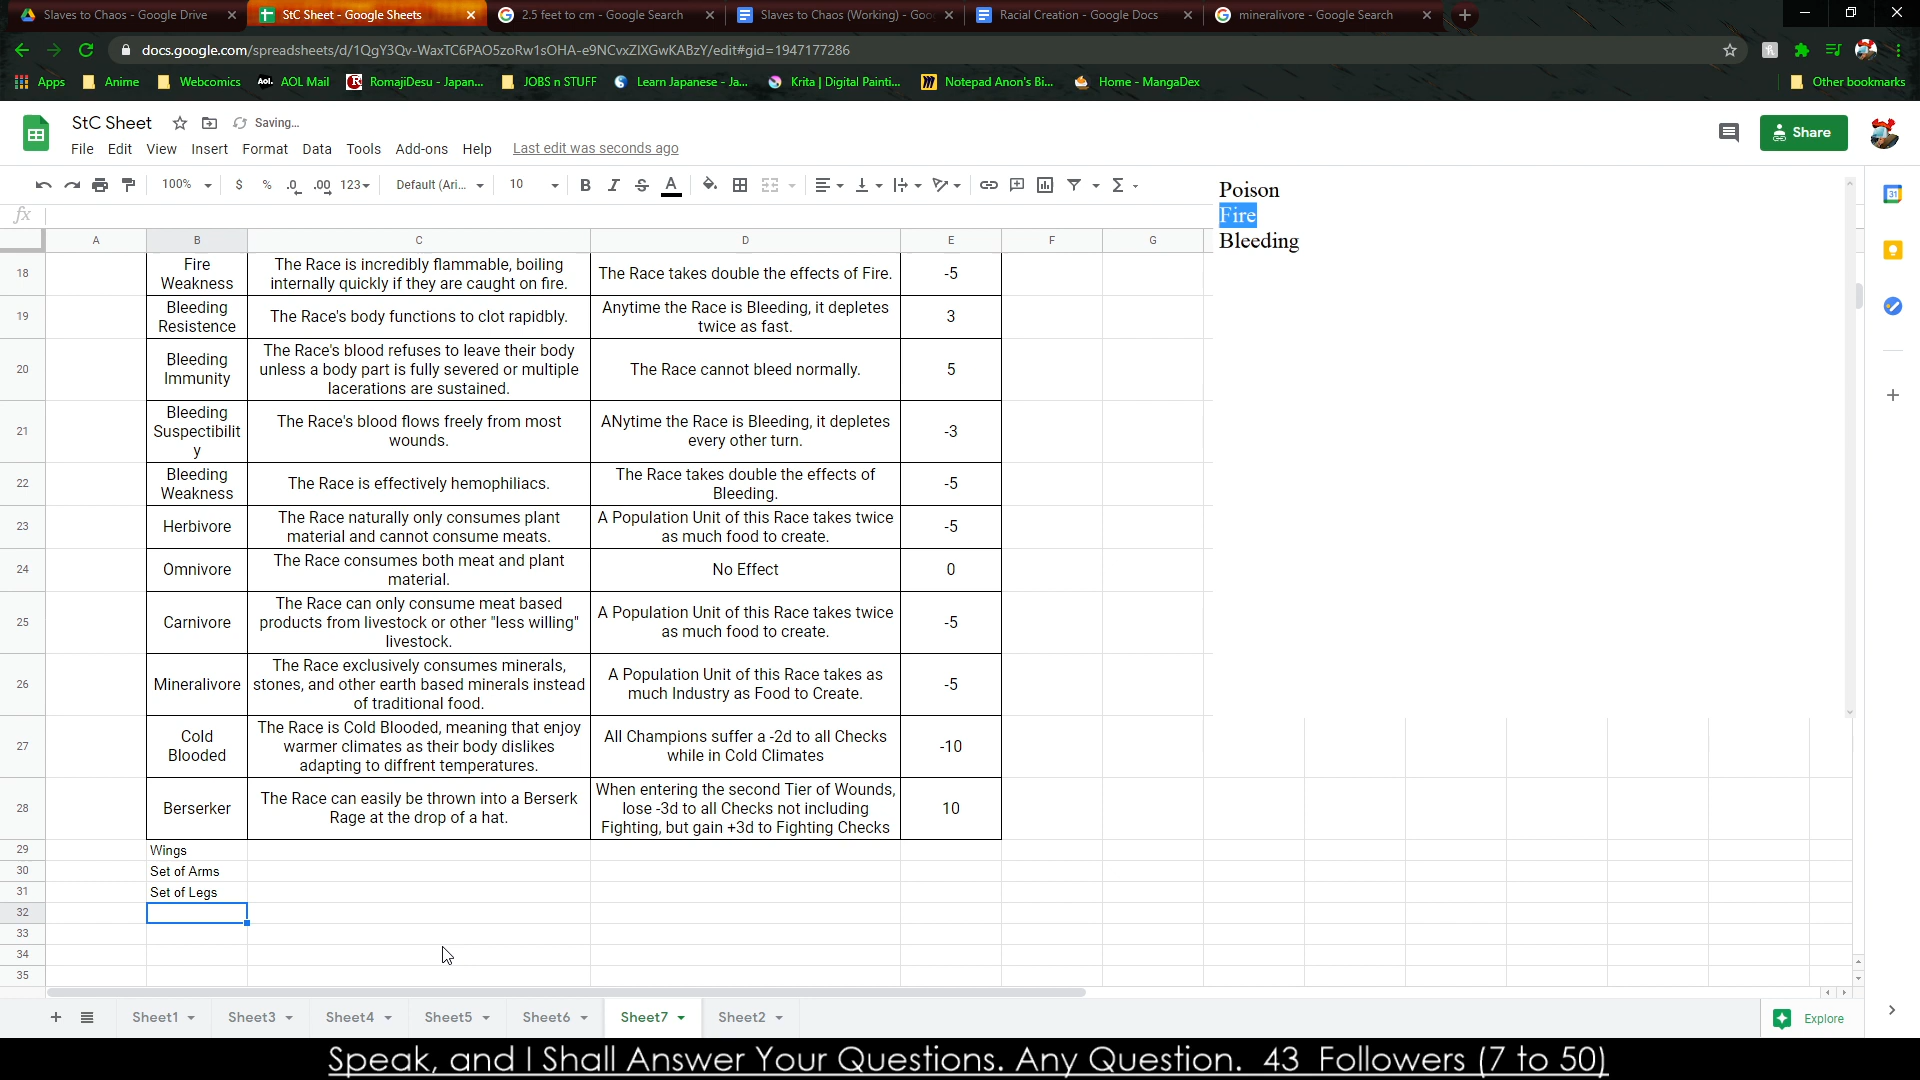 Slaves to Chaos - Google Drive
StC Sheet - Google Sheets
2.5 feet to cm - Google Search
Slaves to Chaos (Working) - Goo
Racial Creation - Google Docs
mineralivore - Google Search
docs.google.com/spreadsheets/d/1QgY3Qv-WaxTC6PAO5zoRw1sOHA-e9NCvxZIXGwKABzY/edit#gid=1947177286
Apps Anime Webcomics Aol. AOL Mail RomajiDesu - Japan... JOBS n STUFF Learn Japanese - Ja... Krita | Digital Painti... Notepad Anon's Bi... Home - MangaDex Other bookmarks
StC Sheet Saving...
Share
File Edit View Insert Format Data Tools Add-ons Help Last edit was seconds ago
100% $ % .0 .00 123 Default (Ari... 10 B I S A
fx
Poison
Fire
Bleeding
A B C D E F G
18 Fire Weakness The Race is incredibly flammable, boiling internally quickly if they are caught on fire. The Race takes double the effects of Fire. -5
19 Bleeding Resistence The Race's body functions to clot rapidbly. Anytime the Race is Bleeding, it depletes twice as fast. 3
20 Bleeding Immunity The Race's blood refuses to leave their body unless a body part is fully severed or multiple lacerations are sustained. The Race cannot bleed normally. 5
21 Bleeding Suspectibility The Race's blood flows freely from most wounds. ANytime the Race is Bleeding, it depletes every other turn. -3
22 Bleeding Weakness The Race is effectively hemophiliacs. The Race takes double the effects of Bleeding. -5
23 Herbivore The Race naturally only consumes plant material and cannot consume meats. A Population Unit of this Race takes twice as much food to create. -5
24 Omnivore The Race consumes both meat and plant material. No Effect 0
25 Carnivore The Race can only consume meat based products from livestock or other "less willing" livestock. A Population Unit of this Race takes twice as much food to create. -5
26 Mineralivore The Race exclusively consumes minerals, stones, and other earth based minerals instead of traditional food. A Population Unit of this Race takes as much Industry as Food to Create. -5
27 Cold Blooded The Race is Cold Blooded, meaning that enjoy warmer climates as their body dislikes adapting to diffrent temperatures. All Champions suffer a -2d to all Checks while in Cold Climates -10
28 Berserker The Race can easily be thrown into a Berserk Rage at the drop of a hat. When entering the second Tier of Wounds, lose -3d to all Checks not including Fighting, but gain +3d to Fighting Checks 10
29 Wings
30 Set of Arms
31 Set of Legs
32
33
34
35
Sheet1 Sheet3 Sheet4 Sheet5 Sheet6 Sheet7 Sheet2
Explore
Speak, and I Shall Answer Your Questions. Any Question. 43 Followers (7 to 50)